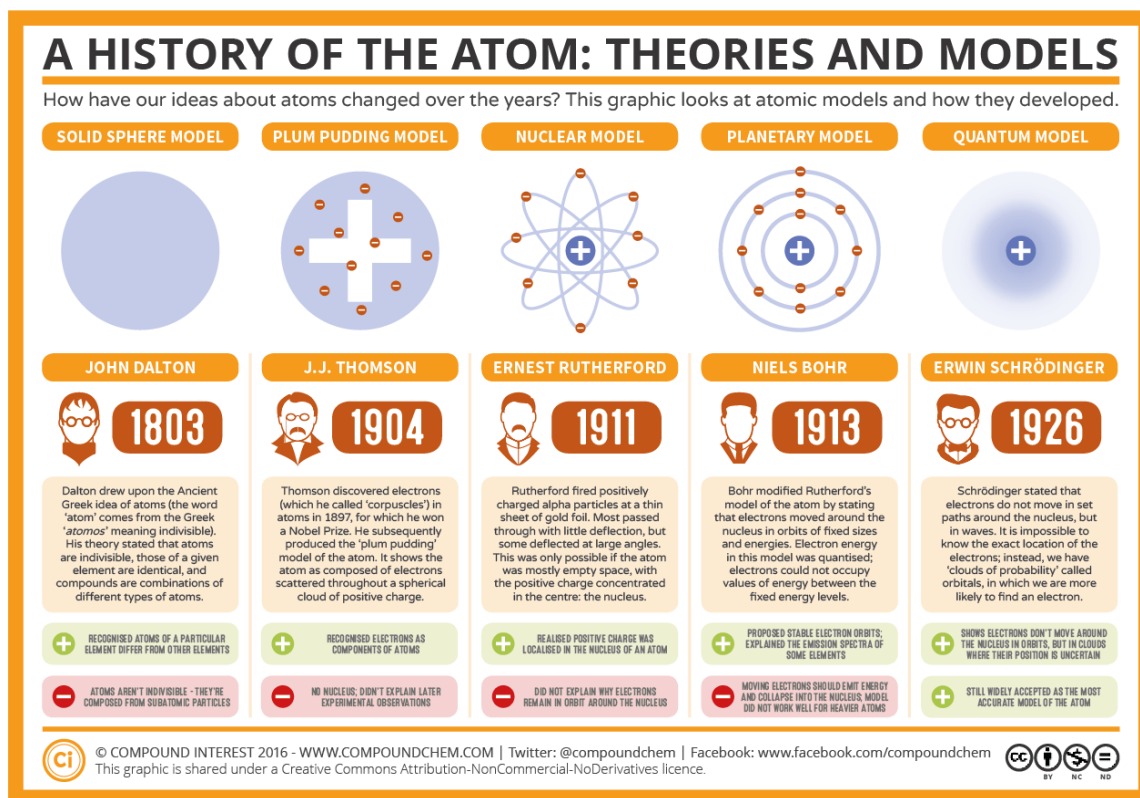 A HISTORY OF THE ATOM: THEORIES AND MODELS
How have our ideas about atoms changed over the years? This graphic looks at atomic models and how they developed.
SOLID SPHERE MODEL
PLUM PUDDING MODEL
NUCLEAR MODEL
PLANETARY MODEL
QUANTUM MODEL
JOHN DALTON
1803
Dalton drew upon the Ancient
Greek idea of atoms (the word
‘atom’ comes from the Greek
‘atomos’ meaning indivisible).
His theory stated that atoms
are indivisible, those of a given
element are identical, and
compounds are combinations of
different types of atoms.
RECOGNISED ATOMS OF A PARTICULAR
ELEMENT DIFFER FROM OTHER ELEMENTS
ATOMS AREN’T INDIVISIBLE - THEY’RE
COMPOSED FROM SUBATOMIC PARTICLES
J.J. THOMSON
1904
Thomson discovered electrons
(which he called ‘corpuscles’) in
atoms in 1897, for which he won
a Nobel Prize. He subsequently
produced the ‘plum pudding’
model of the atom. It shows the
atom as composed of electrons
scattered throughout a spherical
cloud of positive charge.
RECOGNISED ELECTRONS AS
COMPONENTS OF ATOMS
NO NUCLEUS; DIDN’T EXPLAIN LATER
EXPERIMENTAL OBSERVATIONS
ERNEST RUTHERFORD
1911
Rutherford fired positively
charged alpha particles at a thin
sheet of gold foil. Most passed
through with little deflection, but
some deflected at large angles.
This was only possible if the atom
was mostly empty space, with
the positive charge concentrated
in the centre: the nucleus.
REALISED POSITIVE CHARGE WAS
LOCALISED IN THE NUCLEUS OF AN ATOM
DID NOT EXPLAIN WHY ELECTRONS
REMAIN IN ORBIT AROUND THE NUCLEUS
NIELS BOHR
1913
Bohr modified Rutherford’s
model of the atom by stating
that electrons moved around the
nucleus in orbits of fixed sizes
and energies. Electron energy
in this model was quantised;
electrons could not occupy
values of energy between the
fixed energy levels.
PROPOSED STABLE ELECTRON ORBITS;
EXPLAINED THE EMISSION SPECTRA OF
SOME ELEMENTS
MOVING ELECTRONS SHOULD EMIT ENERGY
AND COLLAPSE INTO THE NUCLEUS; MODEL
DID NOT WORK WELL FOR HEAVIER ATOMS
ERWIN SCHRÖDINGER
1926
Schrödinger stated that
electrons do not move in set
paths around the nucleus, but
in waves. It is impossible to
know the exact location of the
electrons; instead, we have
‘clouds of probability’ called
orbitals, in which we are more
likely to find an electron.
SHOWS ELECTRONS DON’T MOVE AROUND
THE NUCLEUS IN ORBITS, BUT IN CLOUDS
WHERE THEIR POSITION IS UNCERTAIN
STILL WIDELY ACCEPTED AS THE MOST
ACCURATE MODEL OF THE ATOM
Ci
© COMPOUND INTEREST 2016 - WWW.COMPOUNDCHEM.COM | Twitter: @compoundchem | Facebook: www.facebook.com/compoundchem
This graphic is shared under a Creative Commons Attribution-NonCommercial-NoDerivatives licence.
cc
BY NC ND